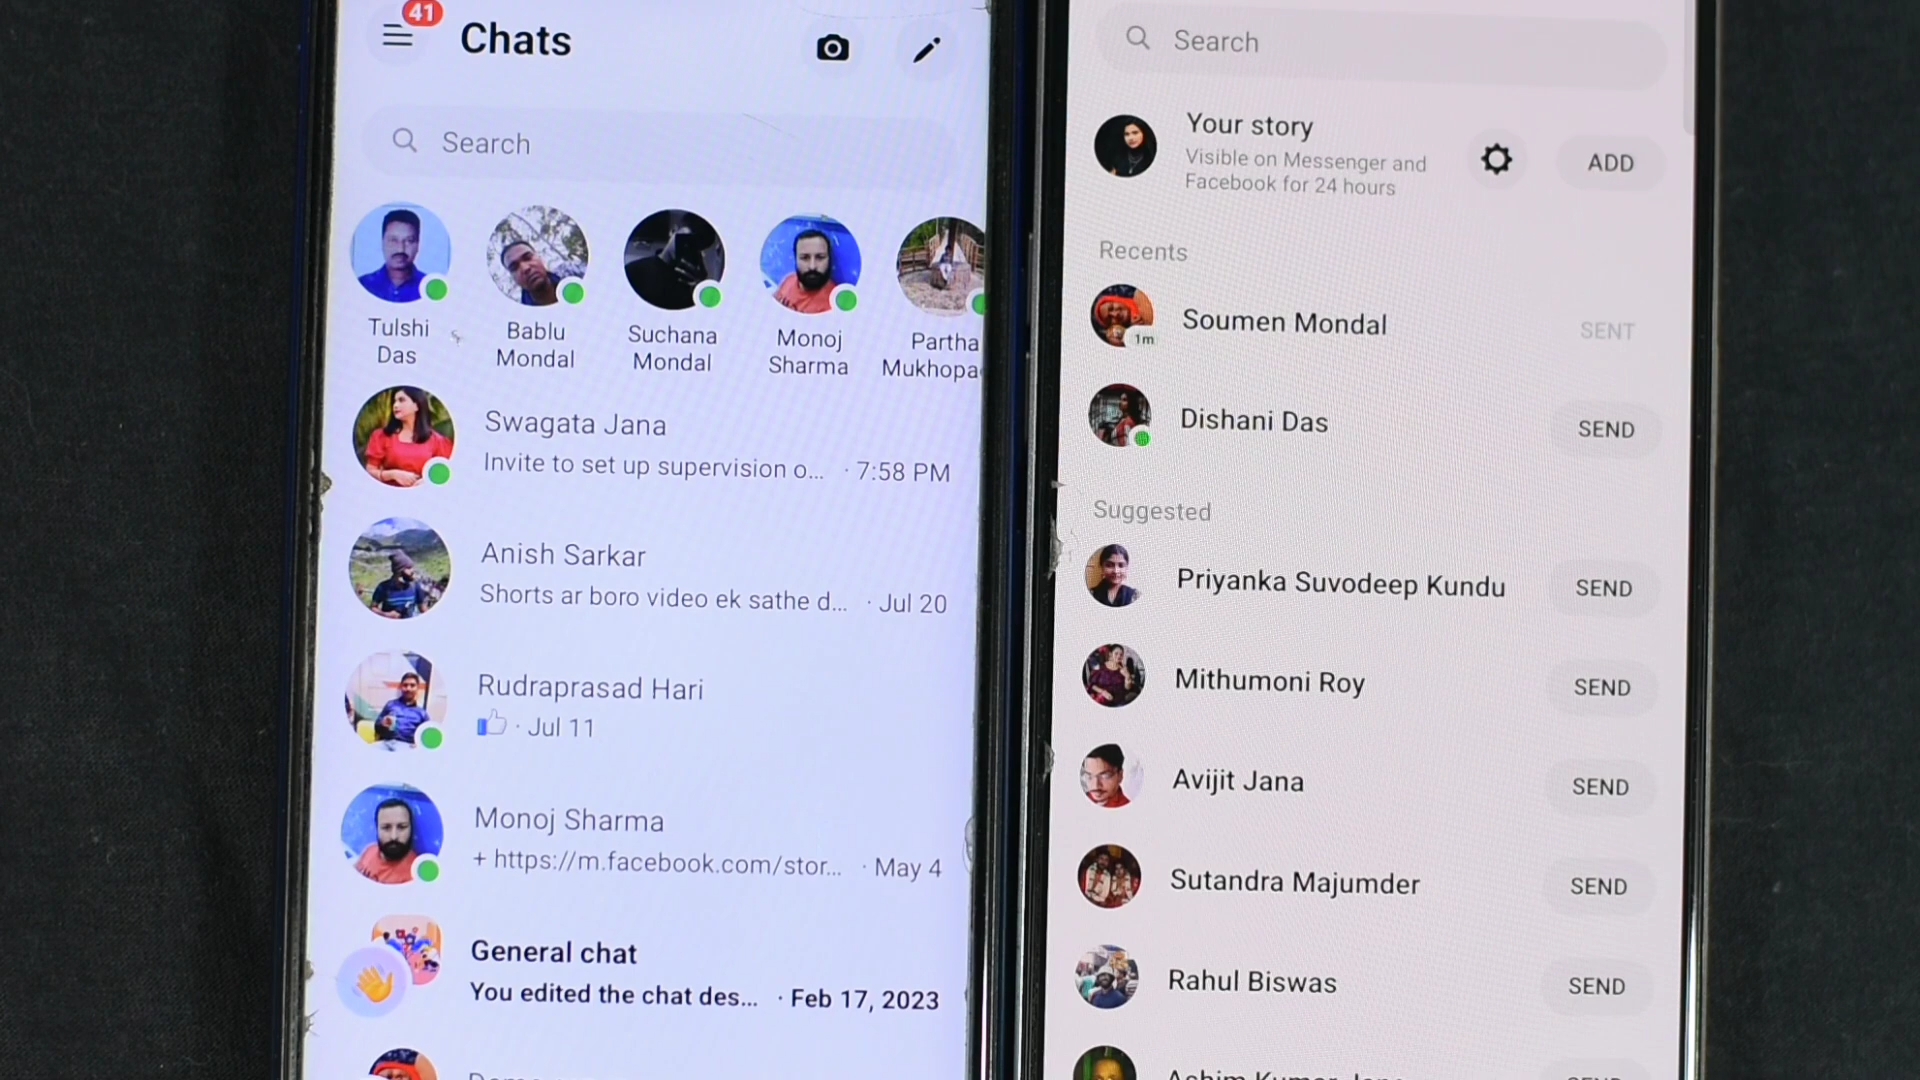 41
Chats
Search
Tulshi
Das
Bablu
Mondal
Suchana
Mondal
Monoj
Sharma
Partha
Mukhopa
Swagata Jana
Invite to set up supervision o... · 7:58 PM
Anish Sarkar
Shorts ar boro video ek sathe d... · Jul 20
Rudraprasad Hari
· Jul 11
Monoj Sharma
+ https://m.facebook.com/stor... · May 4
General chat
You edited the chat des... · Feb 17, 2023
Search
Your story
Visible on Messenger and
Facebook for 24 hours
ADD
Recents
Soumen Mondal
1m
SENT
Dishani Das
SEND
Suggested
Priyanka Suvodeep Kundu
SEND
Mithumoni Roy
SEND
Avijit Jana
SEND
Sutandra Majumder
SEND
Rahul Biswas
SEND